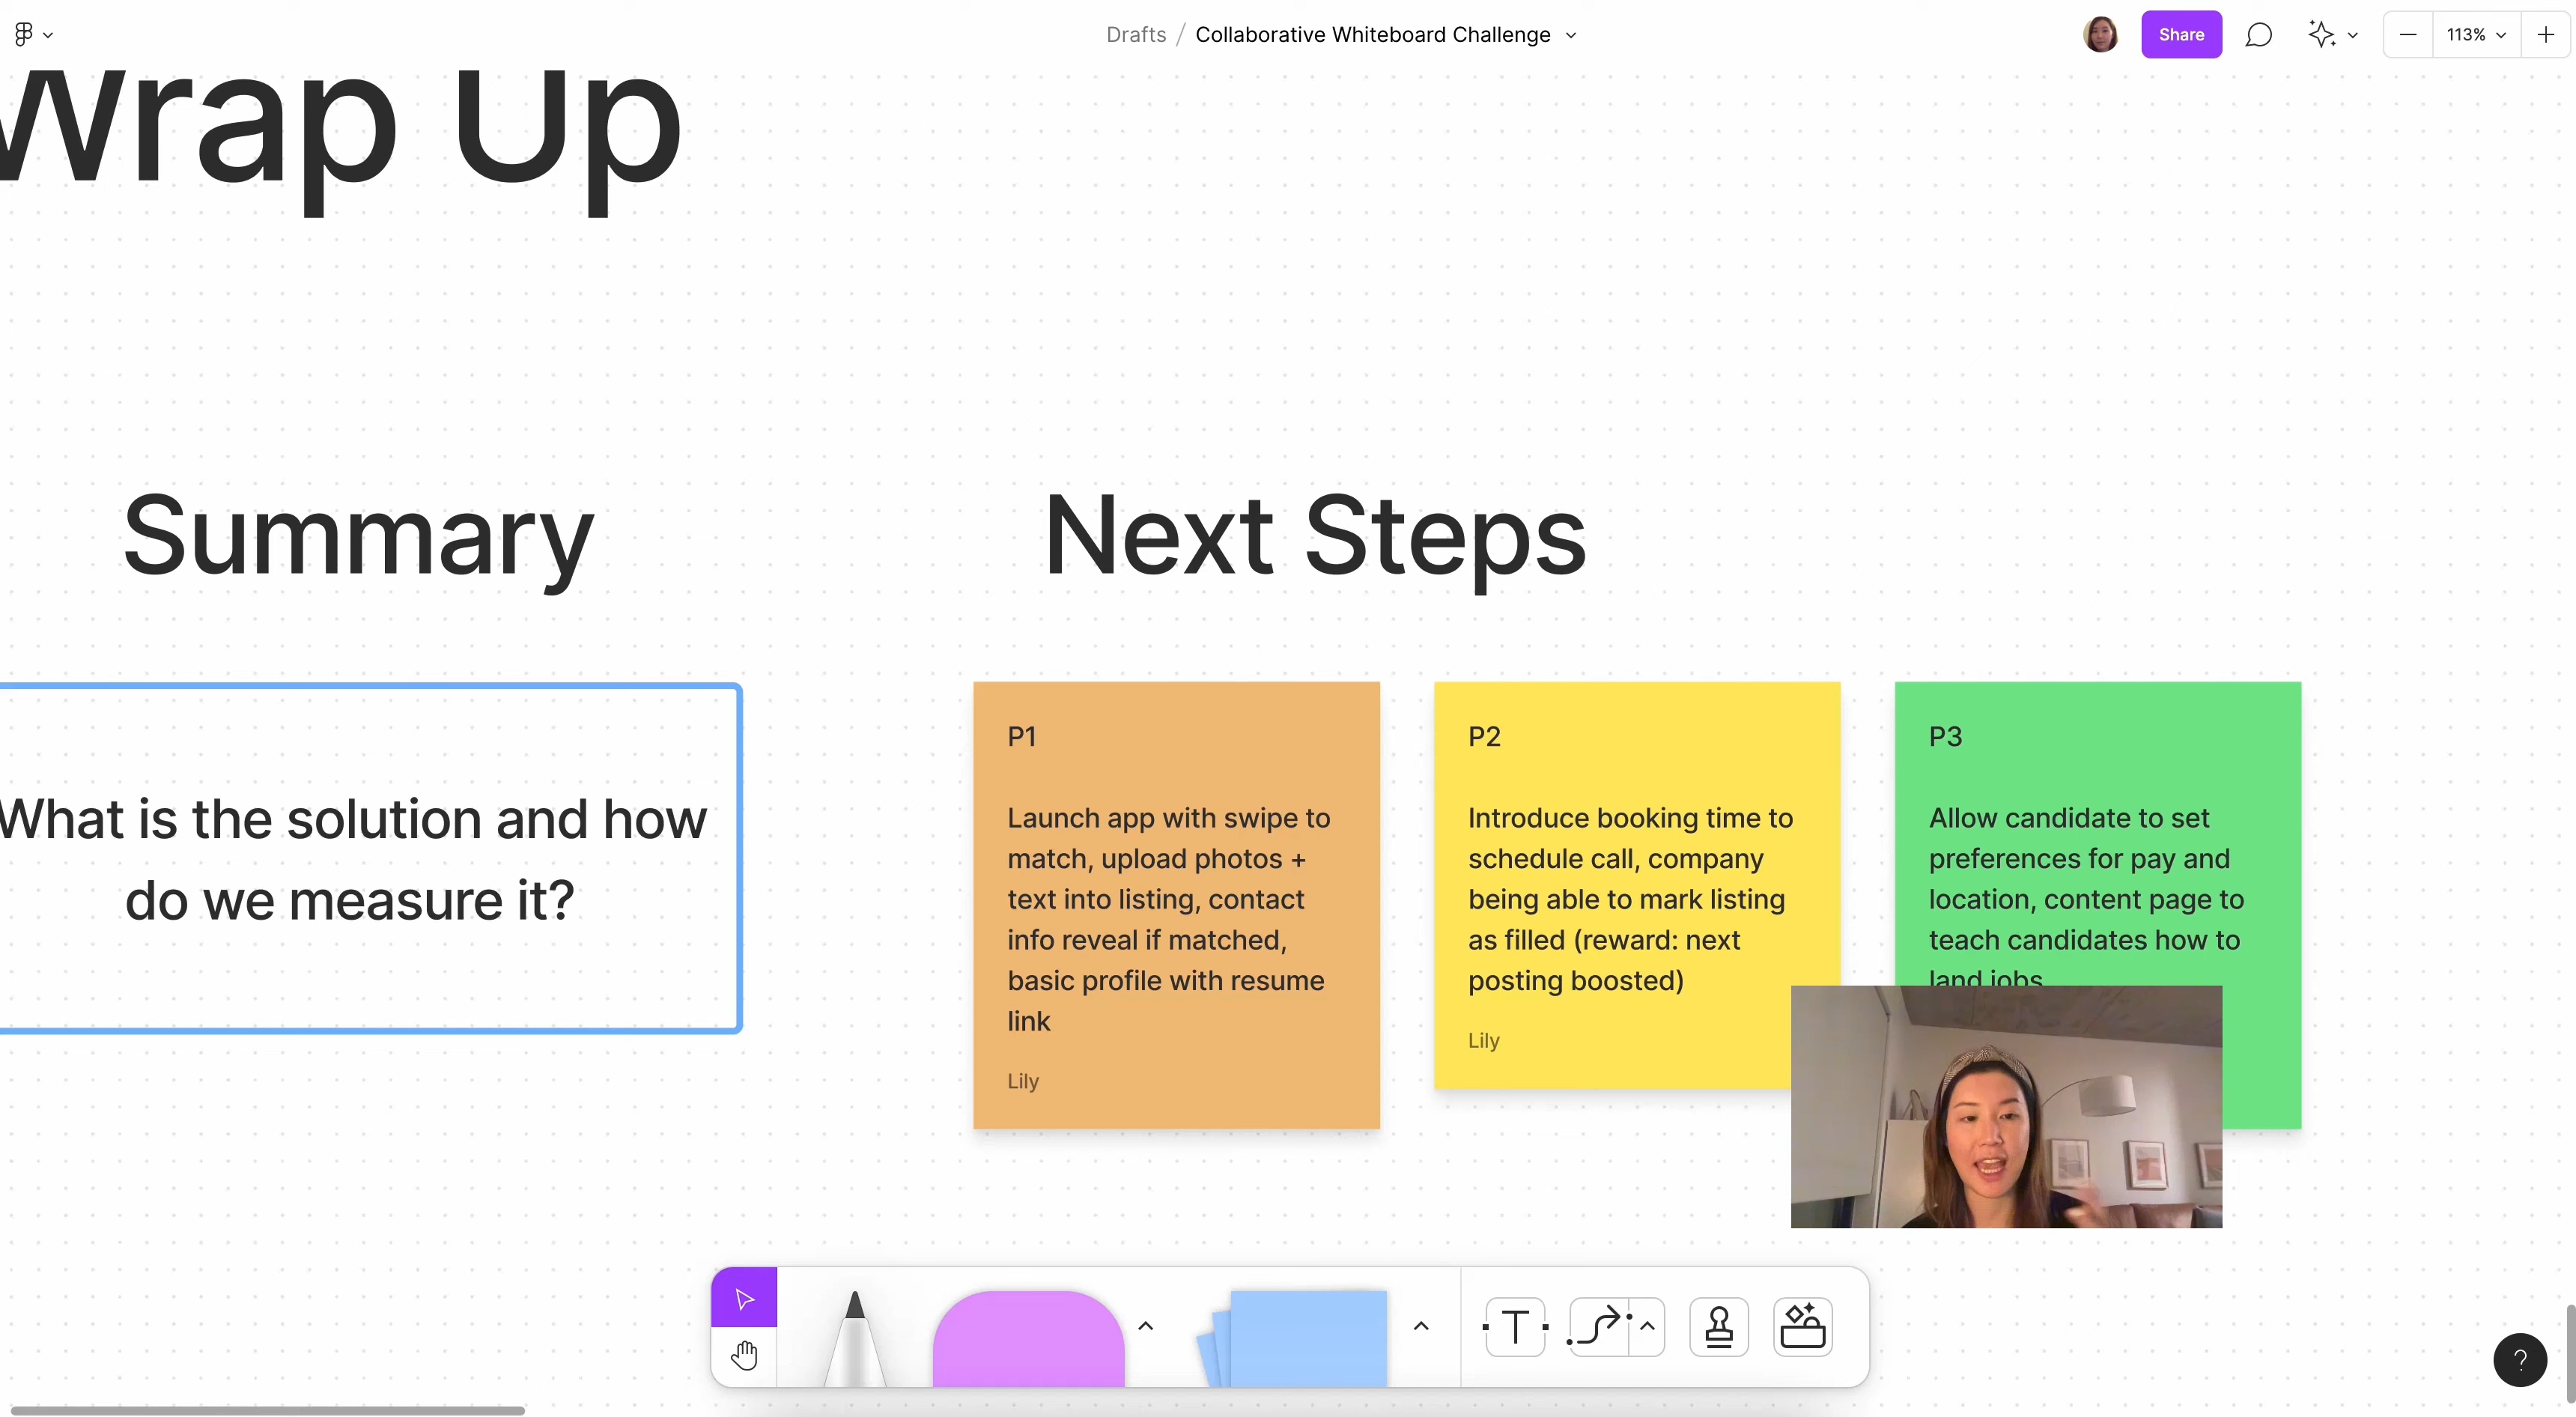 Drafts / Collaborative Whiteboard Challenge
Share
113%
Wrap Up
Summary
Next Steps
What is the solution and how
do we measure it?
P1
Launch app with swipe to
match, upload photos +
text into listing, contact
info reveal if matched,
basic profile with resume
link
Lily
P2
Introduce booking time to
schedule call, company
being able to mark listing
as filled (reward: next
posting boosted)
Lily
P3
Allow candidate to set
preferences for pay and
location, content page to
teach candidates how to
land jobs
T
?